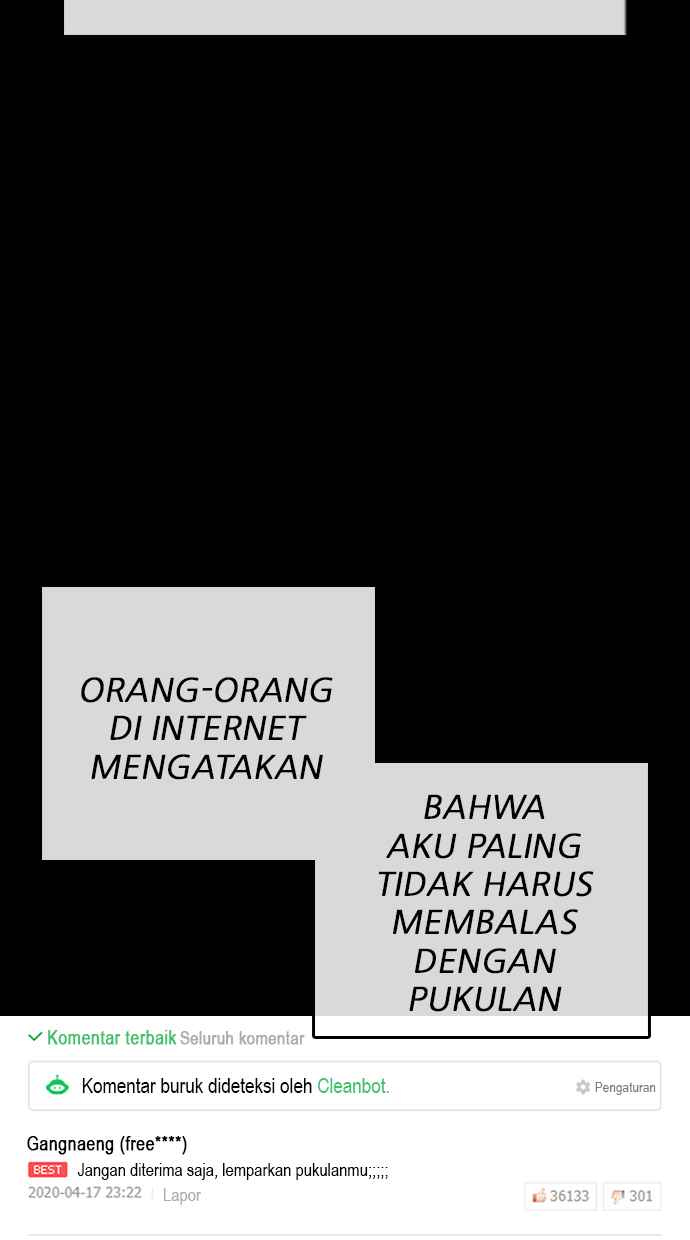 ORANG-ORANG
DI INTERNET
MENGATAKAN
BAHWA
AKU PALING
TIDAK HARUS
MEMBALAS
DENGAN
PUKULAN
Komentar terbaik Seluruh komentar
Komentar buruk dideteksi oleh Cleanbot. Pengaturan
Gangnaeng (free****)
BEST Jangan diterima saja, lemparkan pukulanmu;;;;;
2020-04-17 23:22 Lapor 36133 301